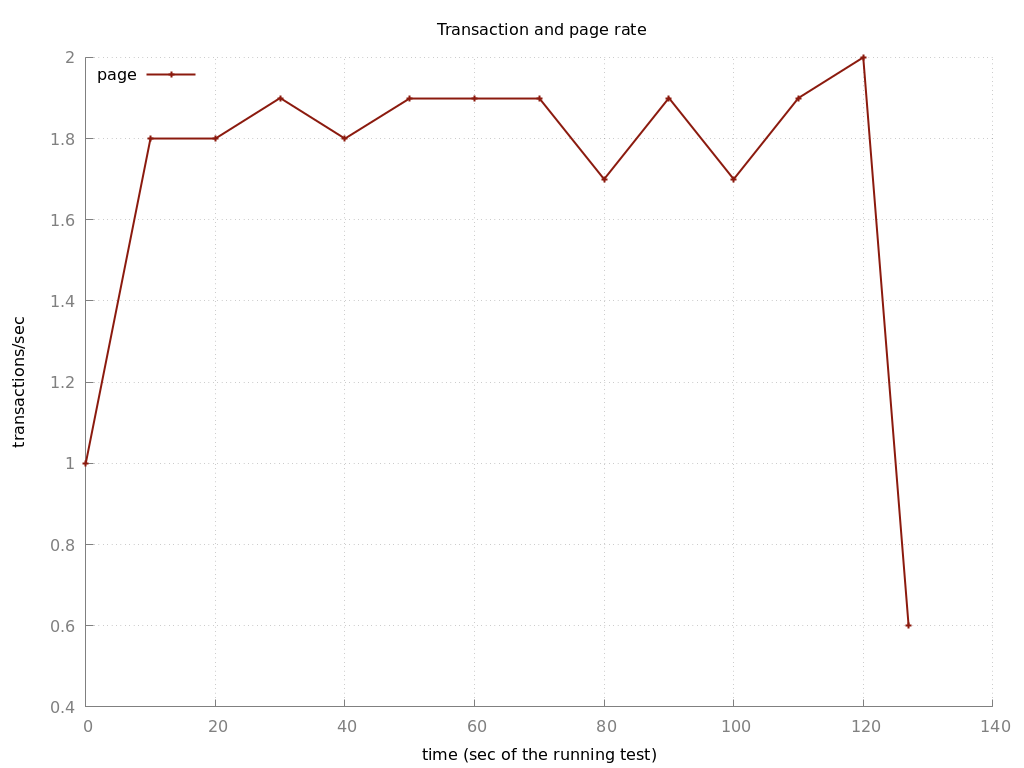 Transaction and page rate
page
2
1.8
1.6
1.4
1.2
1
0.8
0.6
0.4
transactions/sec
0 20 40 60 80 100 120 140
time (sec of the running test)